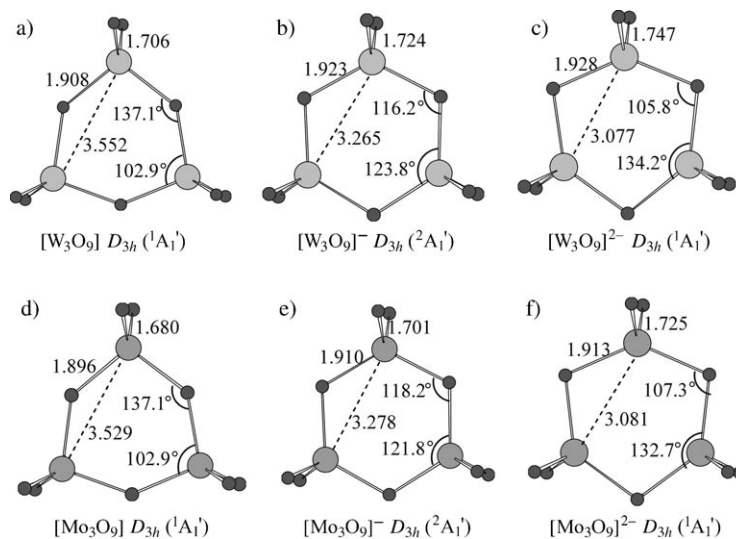 a)
1.706
1.908
137.1°
3.552
102.9°
[W₃O₉] D₃ₕ (¹A₁')
b)
1.724
1.923
116.2°
3.265
123.8°
[W₃O₉]⁻ D₃ₕ (²A₁')
c)
1.747
1.928
105.8°
3.077
134.2°
[W₃O₉]²⁻ D₃ₕ (¹A₁')
d)
1.680
1.896
137.1°
3.529
102.9°
[Mo₃O₉] D₃ₕ (¹A₁')
e)
1.701
1.910
118.2°
3.278
121.8°
[Mo₃O₉]⁻ D₃ₕ (²A₁')
f)
1.725
1.913
107.3°
3.081
132.7°
[Mo₃O₉]²⁻ D₃ₕ (¹A₁')